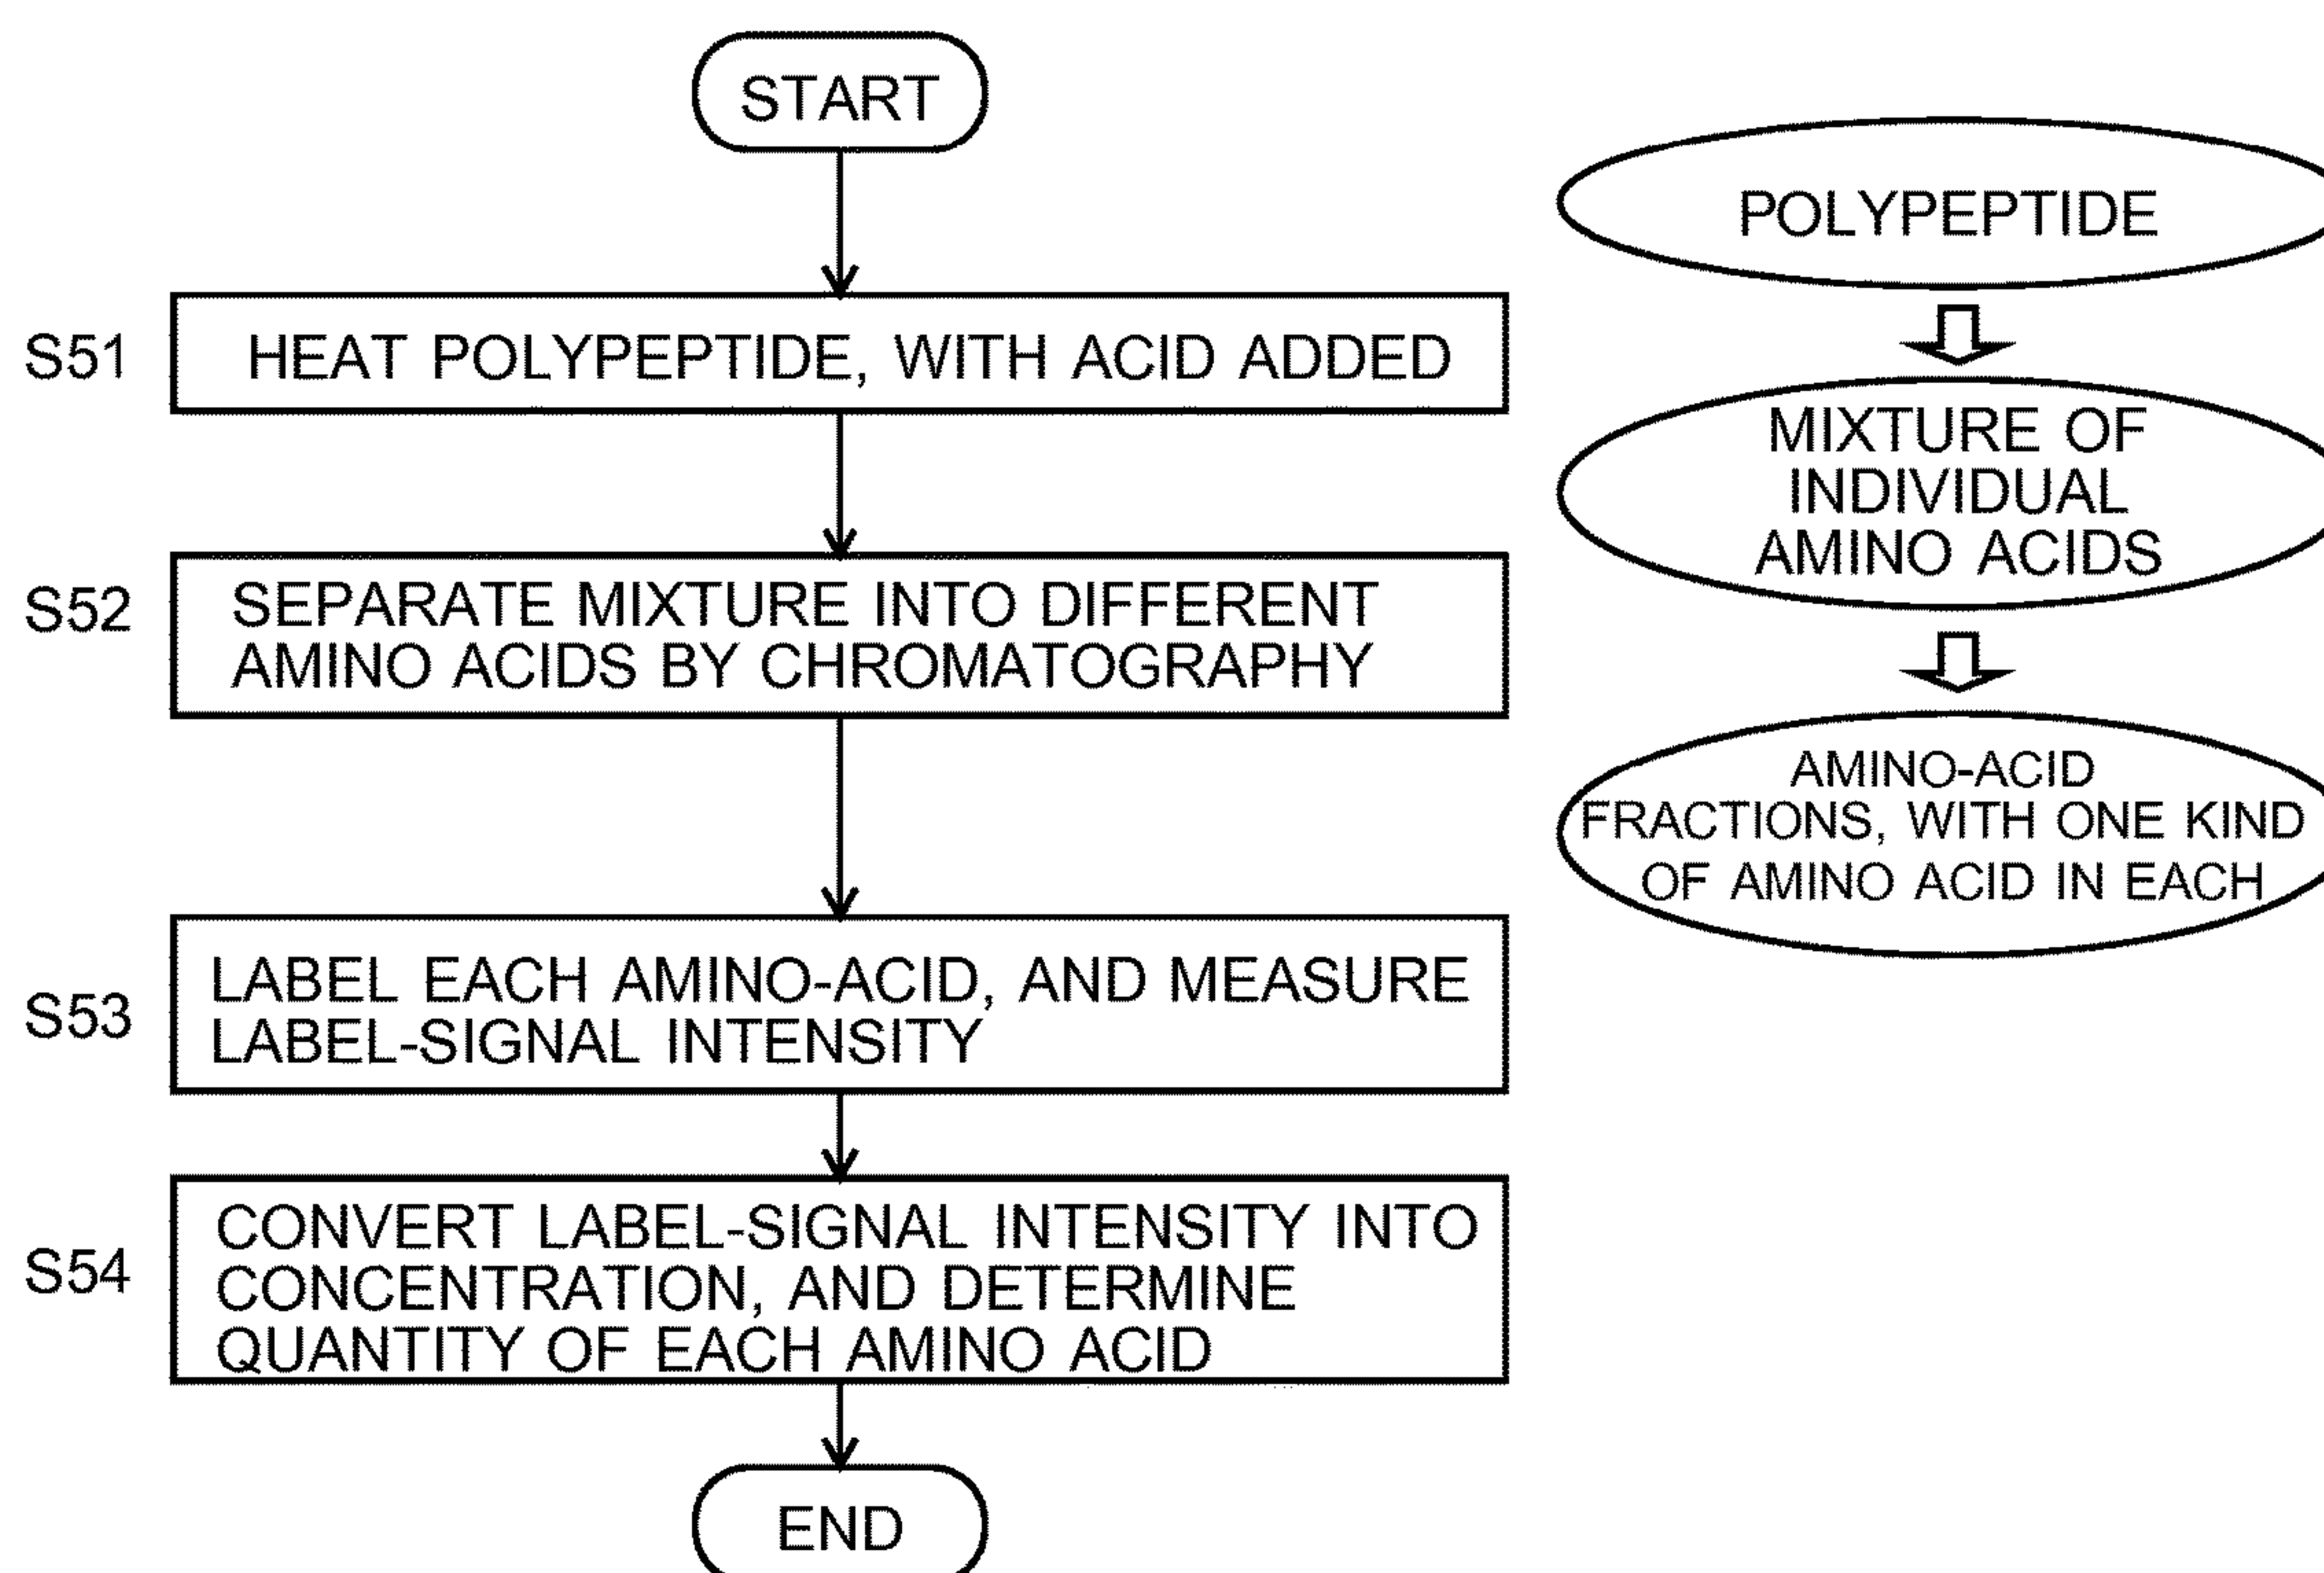 START
S51
HEAT POLYPEPTIDE, WITH ACID ADDED
S52
SEPARATE MIXTURE INTO DIFFERENT
AMINO ACIDS BY CHROMATOGRAPHY
S53
LABEL EACH AMINO-ACID, AND MEASURE
LABEL-SIGNAL INTENSITY
S54
CONVERT LABEL-SIGNAL INTENSITY INTO
CONCENTRATION, AND DETERMINE
QUANTITY OF EACH AMINO ACID
END
POLYPEPTIDE
MIXTURE OF
INDIVIDUAL
AMINO ACIDS
AMINO-ACID
FRACTIONS, WITH ONE KIND
OF AMINO ACID IN EACH